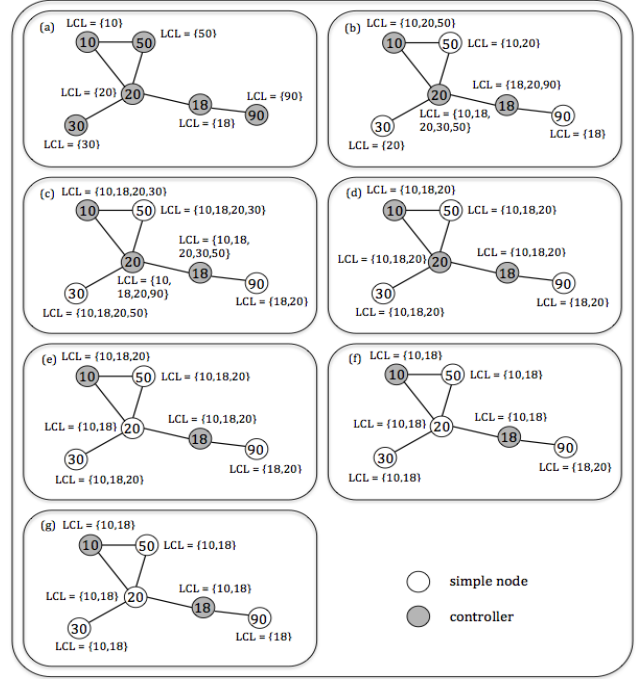 (a)
LCL = {10}
10
50
LCL = {50}
LCL = {20}
20
18
LCL = {18}
LCL = {90}
90
30
LCL = {30}
(b)
LCL = {10,20,50}
10
50
LCL = {10,20}
20
LCL = {10,18,
20,30,50}
LCL = {18,20,90}
18
90
LCL = {18}
30
LCL = {20}
(c)
LCL = {10,18,20,30}
10
50
LCL = {10,18,20,30}
20
LCL = {10,
18,20,90}
LCL = {10,18,
20,30,50}
18
90
LCL = {18,20}
30
LCL = {10,18,20,50}
(d)
LCL = {10,18,20}
10
50
LCL = {10,18,20}
LCL = {10,18,20}
20
LCL = {10,18,20}
18
90
LCL = {18,20}
30
LCL = {10,18,20}
(e)
LCL = {10,18,20}
10
50
LCL = {10,18,20}
LCL = {10,18}
20
LCL = {10,18,20}
18
90
LCL = {18,20}
30
LCL = {10,18,20}
(f)
LCL = {10,18}
10
50
LCL = {10,18}
LCL = {10,18}
20
LCL = {10,18}
18
90
LCL = {18,20}
30
LCL = {10,18}
(g)
LCL = {10,18}
10
50
LCL = {10,18}
LCL = {10,18}
20
LCL = {10,18}
18
90
LCL = {18}
30
LCL = {10,18}
simple node
controller